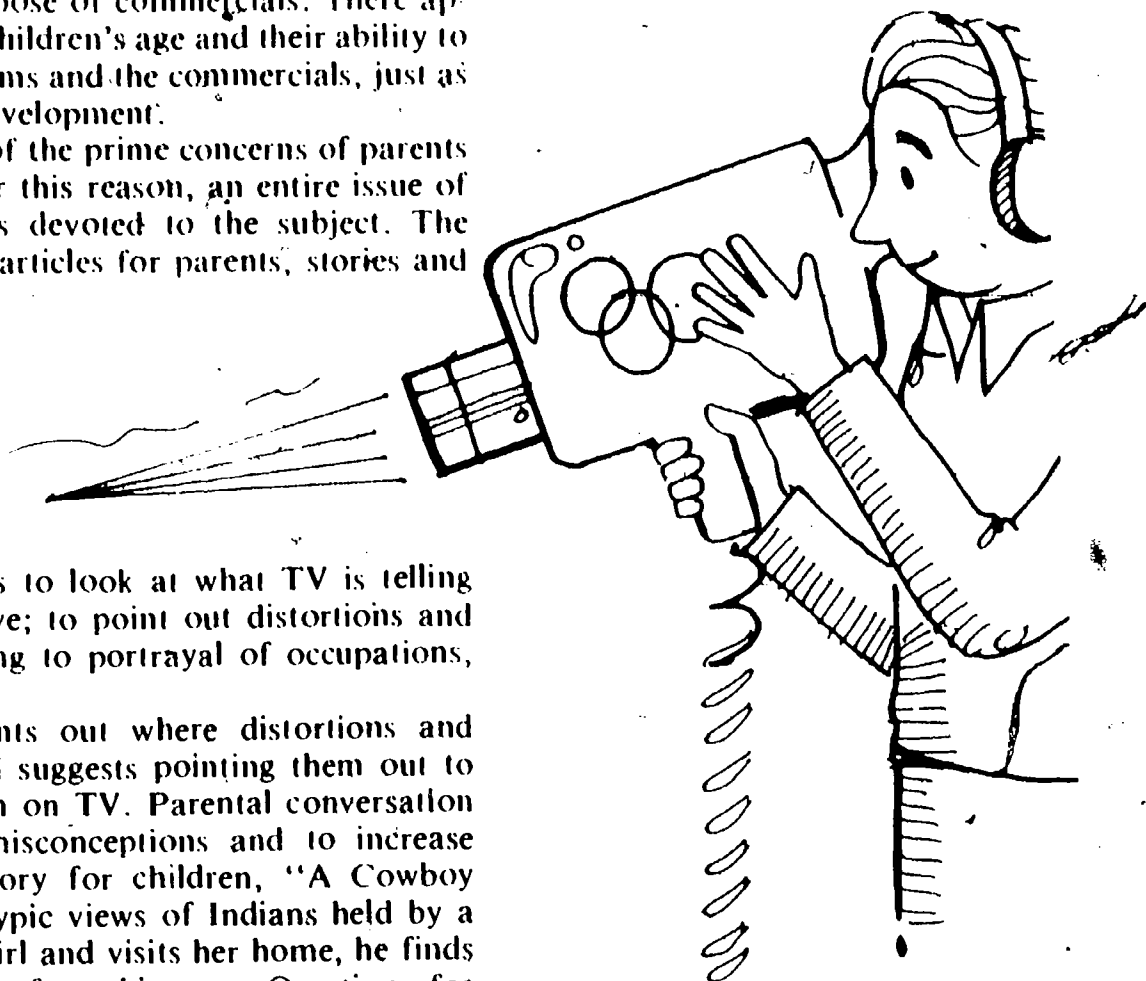 pose of commercials. There ap-
hildren's age and their ability to
ms and the commercials, just as
velopment.
of the prime concerns of parents
r this reason, an entire issue of
s devoted to the subject. The
articles for parents, stories and
s to look at what TV is telling
ve; to point out distortions and
ng to portrayal of occupations,
nts out where distortions and
suggests pointing them out to
n on TV. Parental conversation
misconceptions and to increase
ory for children, "A Cowboy
ypic views of Indians held by a
irl and visits her home, he finds